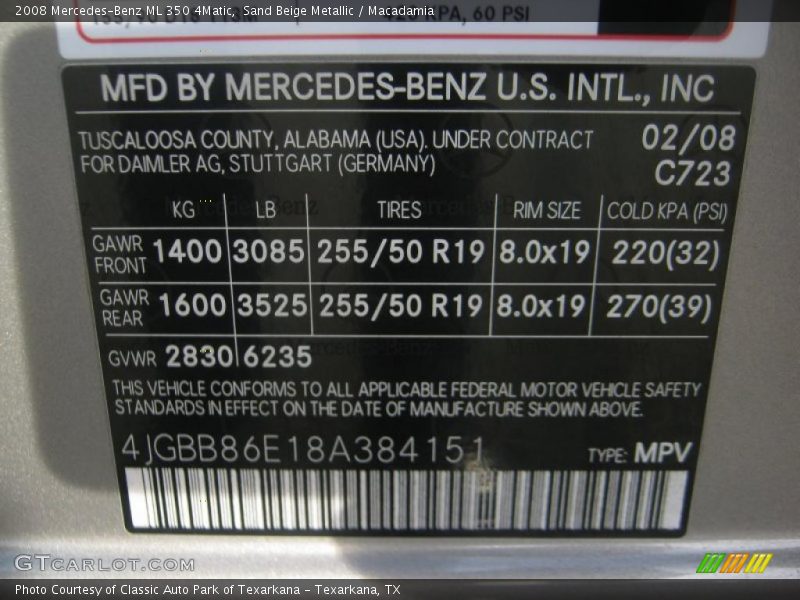 2008 Mercedes-Benz ML 350 4Matic, Sand Beige Metallic / Macadamia
420 KPA, 60 PSI
MFD BY MERCEDES-BENZ U.S. INTL., INC
TUSCALOOSA COUNTY, ALABAMA (USA). UNDER CONTRACT 02/08
FOR DAIMLER AG, STUTTGART (GERMANY) C723
KG LB TIRES RIM SIZE COLD KPA (PSI)
GAWR FRONT 1400 3085 255/50 R19 8.0x19 220(32)
GAWR REAR 1600 3525 255/50 R19 8.0x19 270(39)
GVWR 2830 6235
THIS VEHICLE CONFORMS TO ALL APPLICABLE FEDERAL MOTOR VEHICLE SAFETY
STANDARDS IN EFFECT ON THE DATE OF MANUFACTURE SHOWN ABOVE.
4JGBB86E18A384151 TYPE: MPV
GTCARLOT.COM
Photo Courtesy of Classic Auto Park of Texarkana - Texarkana, TX